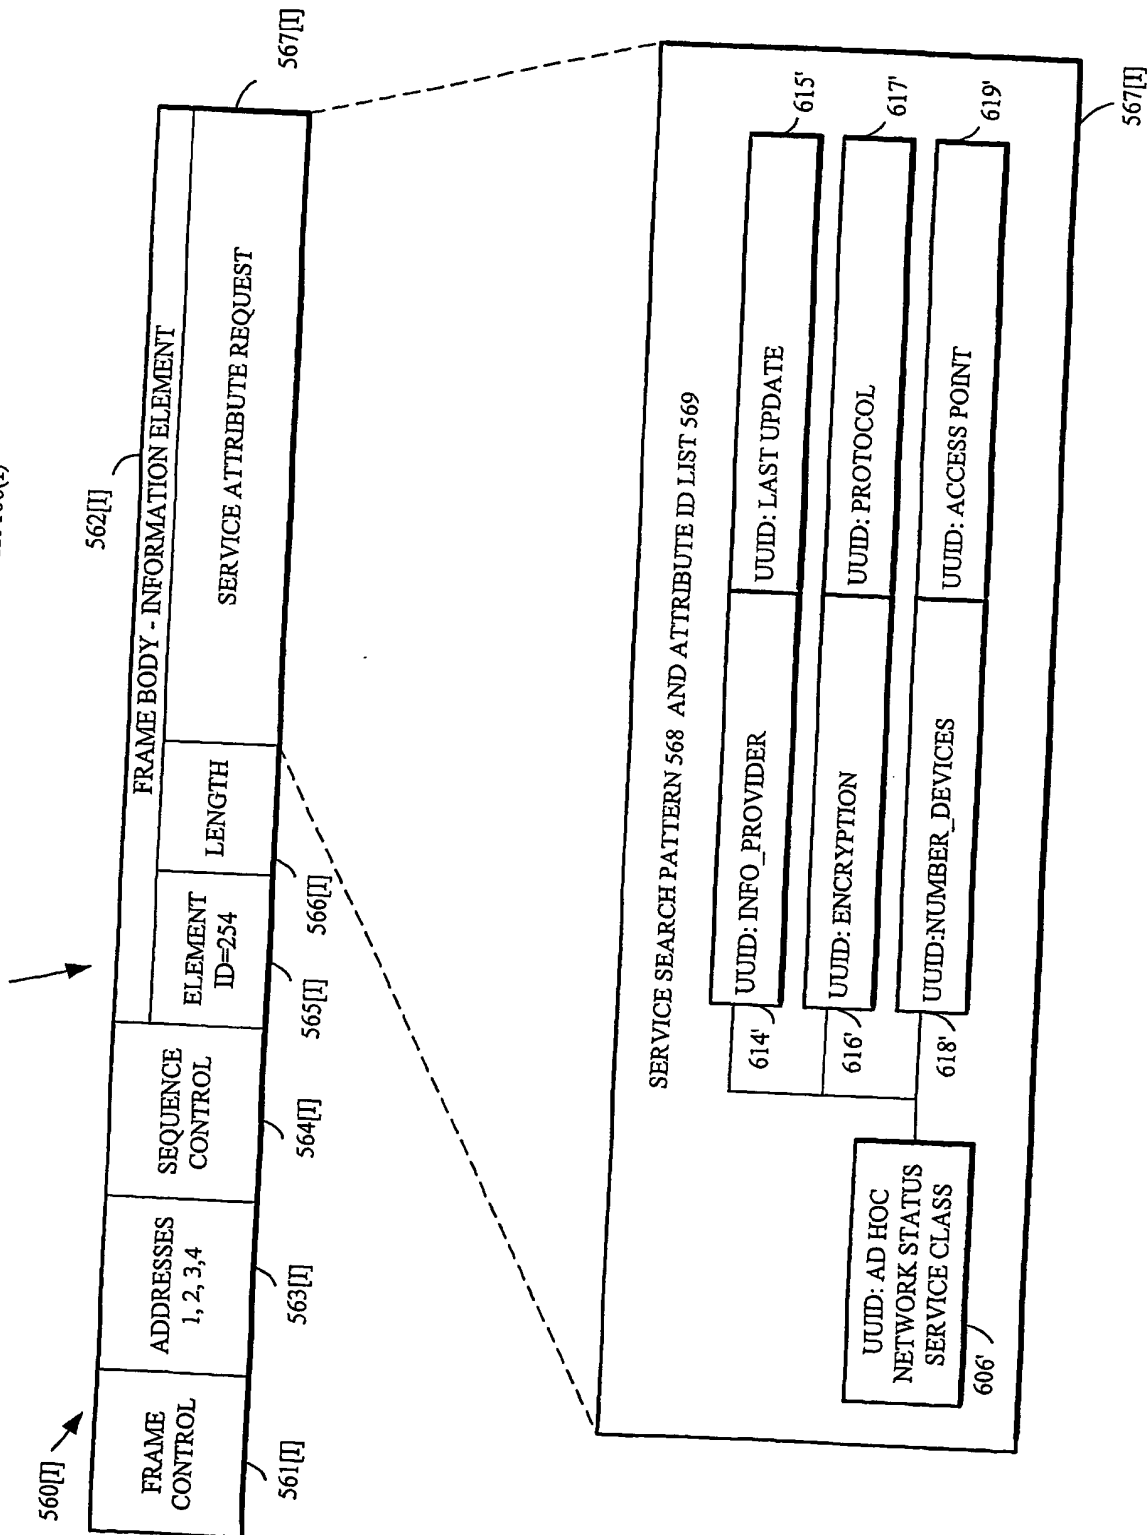 560[I]
562[I]
567[I]
FRAME
CONTROL
ADDRESSES
1, 2, 3,4
SEQUENCE
CONTROL
FRAME BODY - INFORMATION ELEMENT
ELEMENT
ID=254
LENGTH
SERVICE ATTRIBUTE REQUEST
561[I]
563[I]
564[I]
565[I]
566[I]
SERVICE SEARCH PATTERN 568 AND ATTRIBUTE ID LIST 569
UUID: AD HOC
NETWORK STATUS
SERVICE CLASS
606'
UUID: INFO_PROVIDER
UUID: LAST UPDATE
614'
615'
UUID: ENCRYPTION
UUID: PROTOCOL
616'
617'
UUID:NUMBER_DEVICES
UUID: ACCESS POINT
618'
619'
567[I]